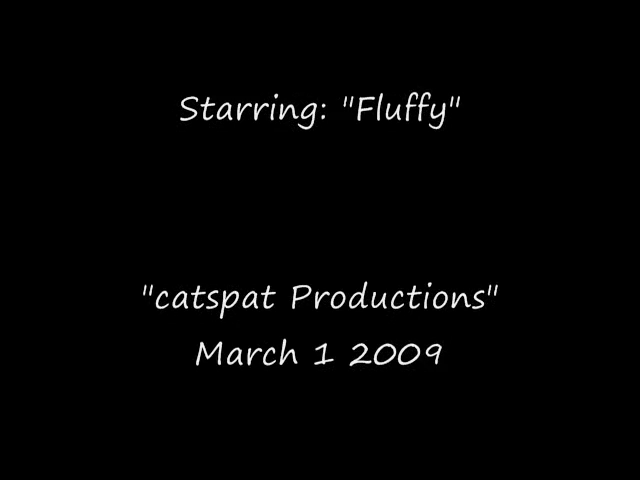 Starring: "Fluffy"
"catspat Productions"
March 1 2009